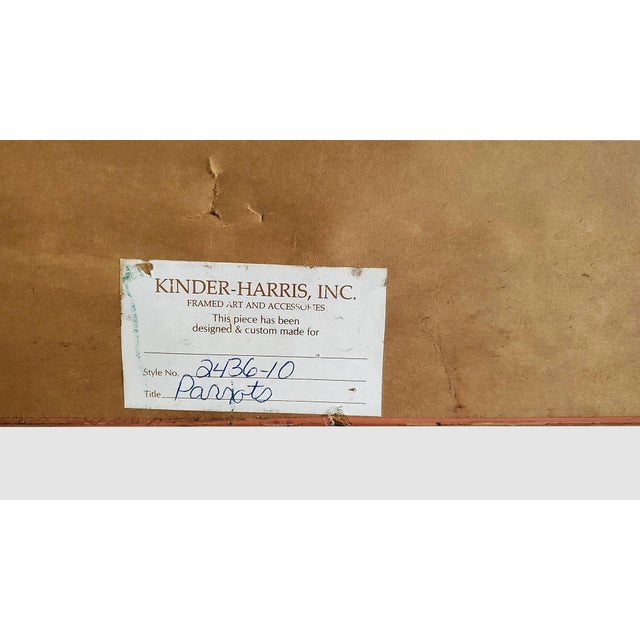 KINDER-HARRIS, INC.
FRAMED ART AND ACCESSORIES
This piece has been
designed & custom made for
Style No. 2436-10
Title Parrots